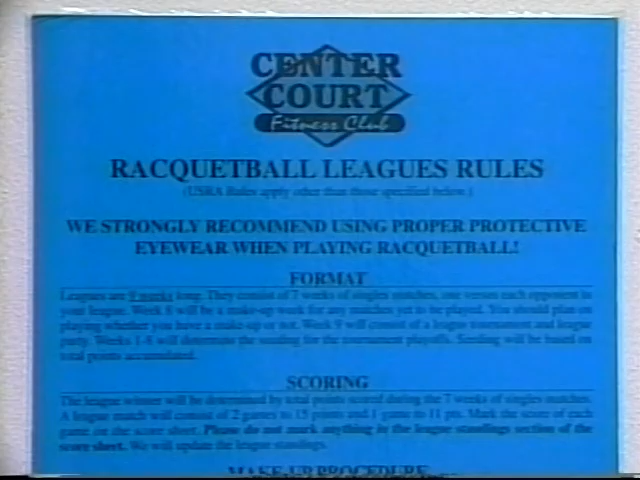 CENTER
COURT
Fitness Club
RACQUETBALL LEAGUES RULES
(USRA Rules apply other than those specified below.)
WE STRONGLY RECOMMEND USING PROPER PROTECTIVE
EYEWEAR WHEN PLAYING RACQUETBALL!
FORMAT
Leagues are 9 weeks long. They consist of 7 weeks of singles matches, one verses each opponent in
your league. Week 8 will be a make-up week for any matches yet to be played. You should plan on
playing whether you have a make-up or not. Week 9 will consist of a league tournament and league
party. Weeks 1-8 will determine the seeding for the tournament playoffs. Seeding will be based on
total points accumulated.
SCORING
The league winner will be determined by total points scored during the 7 weeks of singles matches.
A league match will consist of 2 games to 15 points and 1 game to 11 pts. Mark the score of each
game on the score sheet. Please do not mark anything in the league standings section of the
score sheet. We will update the league standings.
MAKE-UP PROCEDURE